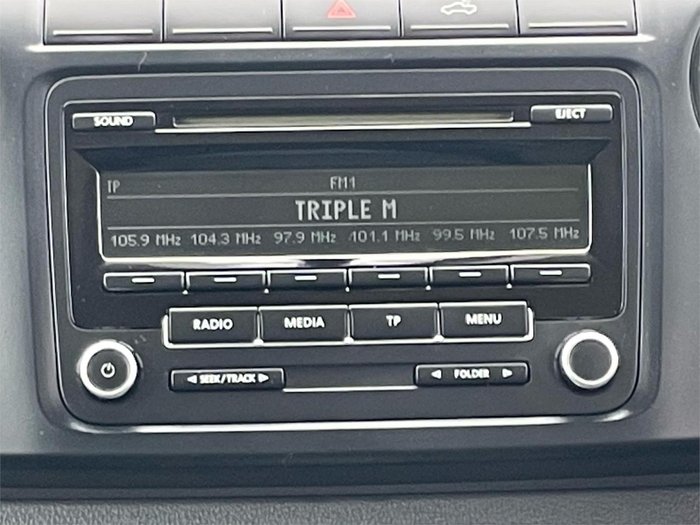 SOUND
EJECT
TP FM1
TRIPLE M
105.9 MHz 104.3 MHz 97.9 MHz 101.1 MHz 99.5 MHz 107.5 MHz
RADIO MEDIA TP MENU
SEEK/TRACK FOLDER